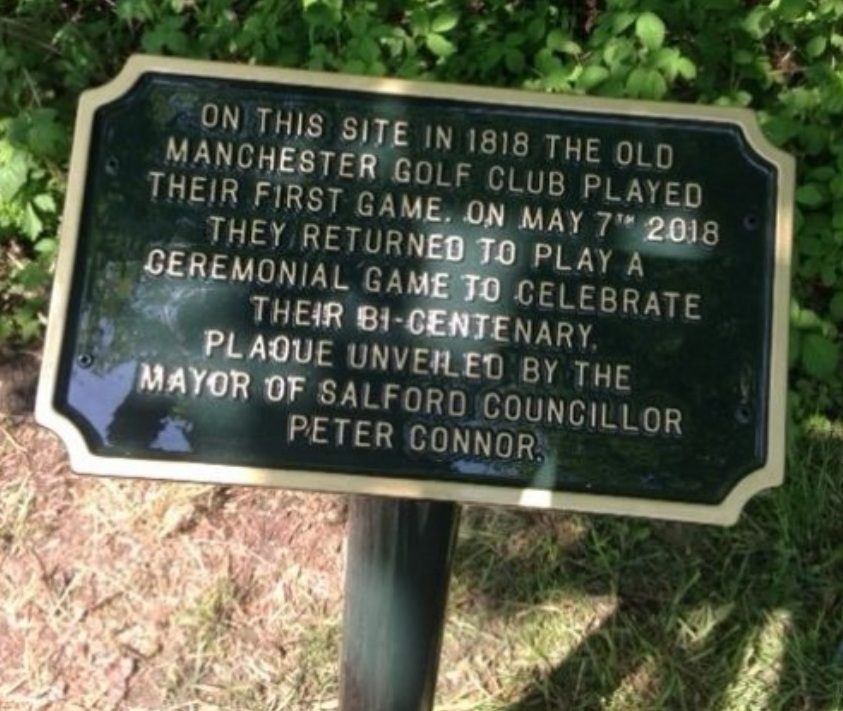 ON THIS SITE IN 1818 THE OLD
MANCHESTER GOLF CLUB PLAYED
THEIR FIRST GAME. ON MAY 7TH 2018
THEY RETURNED TO PLAY A
CEREMONIAL GAME TO CELEBRATE
THEIR BI-CENTENARY.
PLAQUE UNVEILED BY THE
MAYOR OF SALFORD COUNCILLOR
PETER CONNOR.